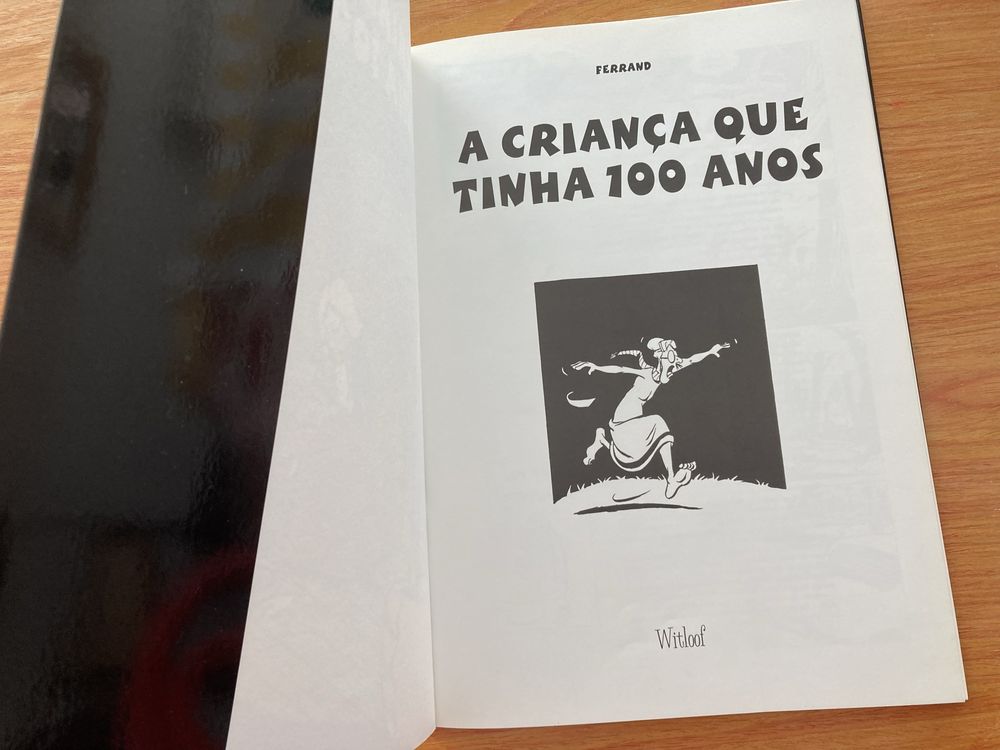 FERRAND
A CRIANÇA QUE
TINHA 100 ANOS
Witloof